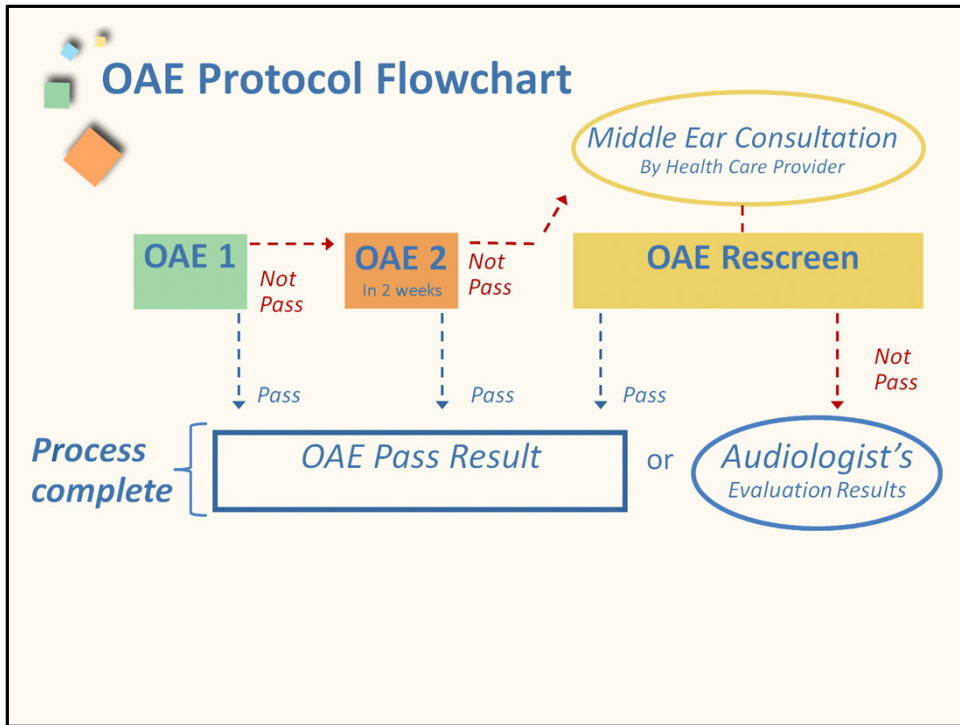 OAE Protocol Flowchart
Middle Ear Consultation
By Health Care Provider
OAE 1
Not
Pass
OAE 2
In 2 weeks
Not
Pass
OAE Rescreen
Not
Pass
Pass
Pass
Pass
Process
complete
OAE Pass Result
or
Audiologist's
Evaluation Results